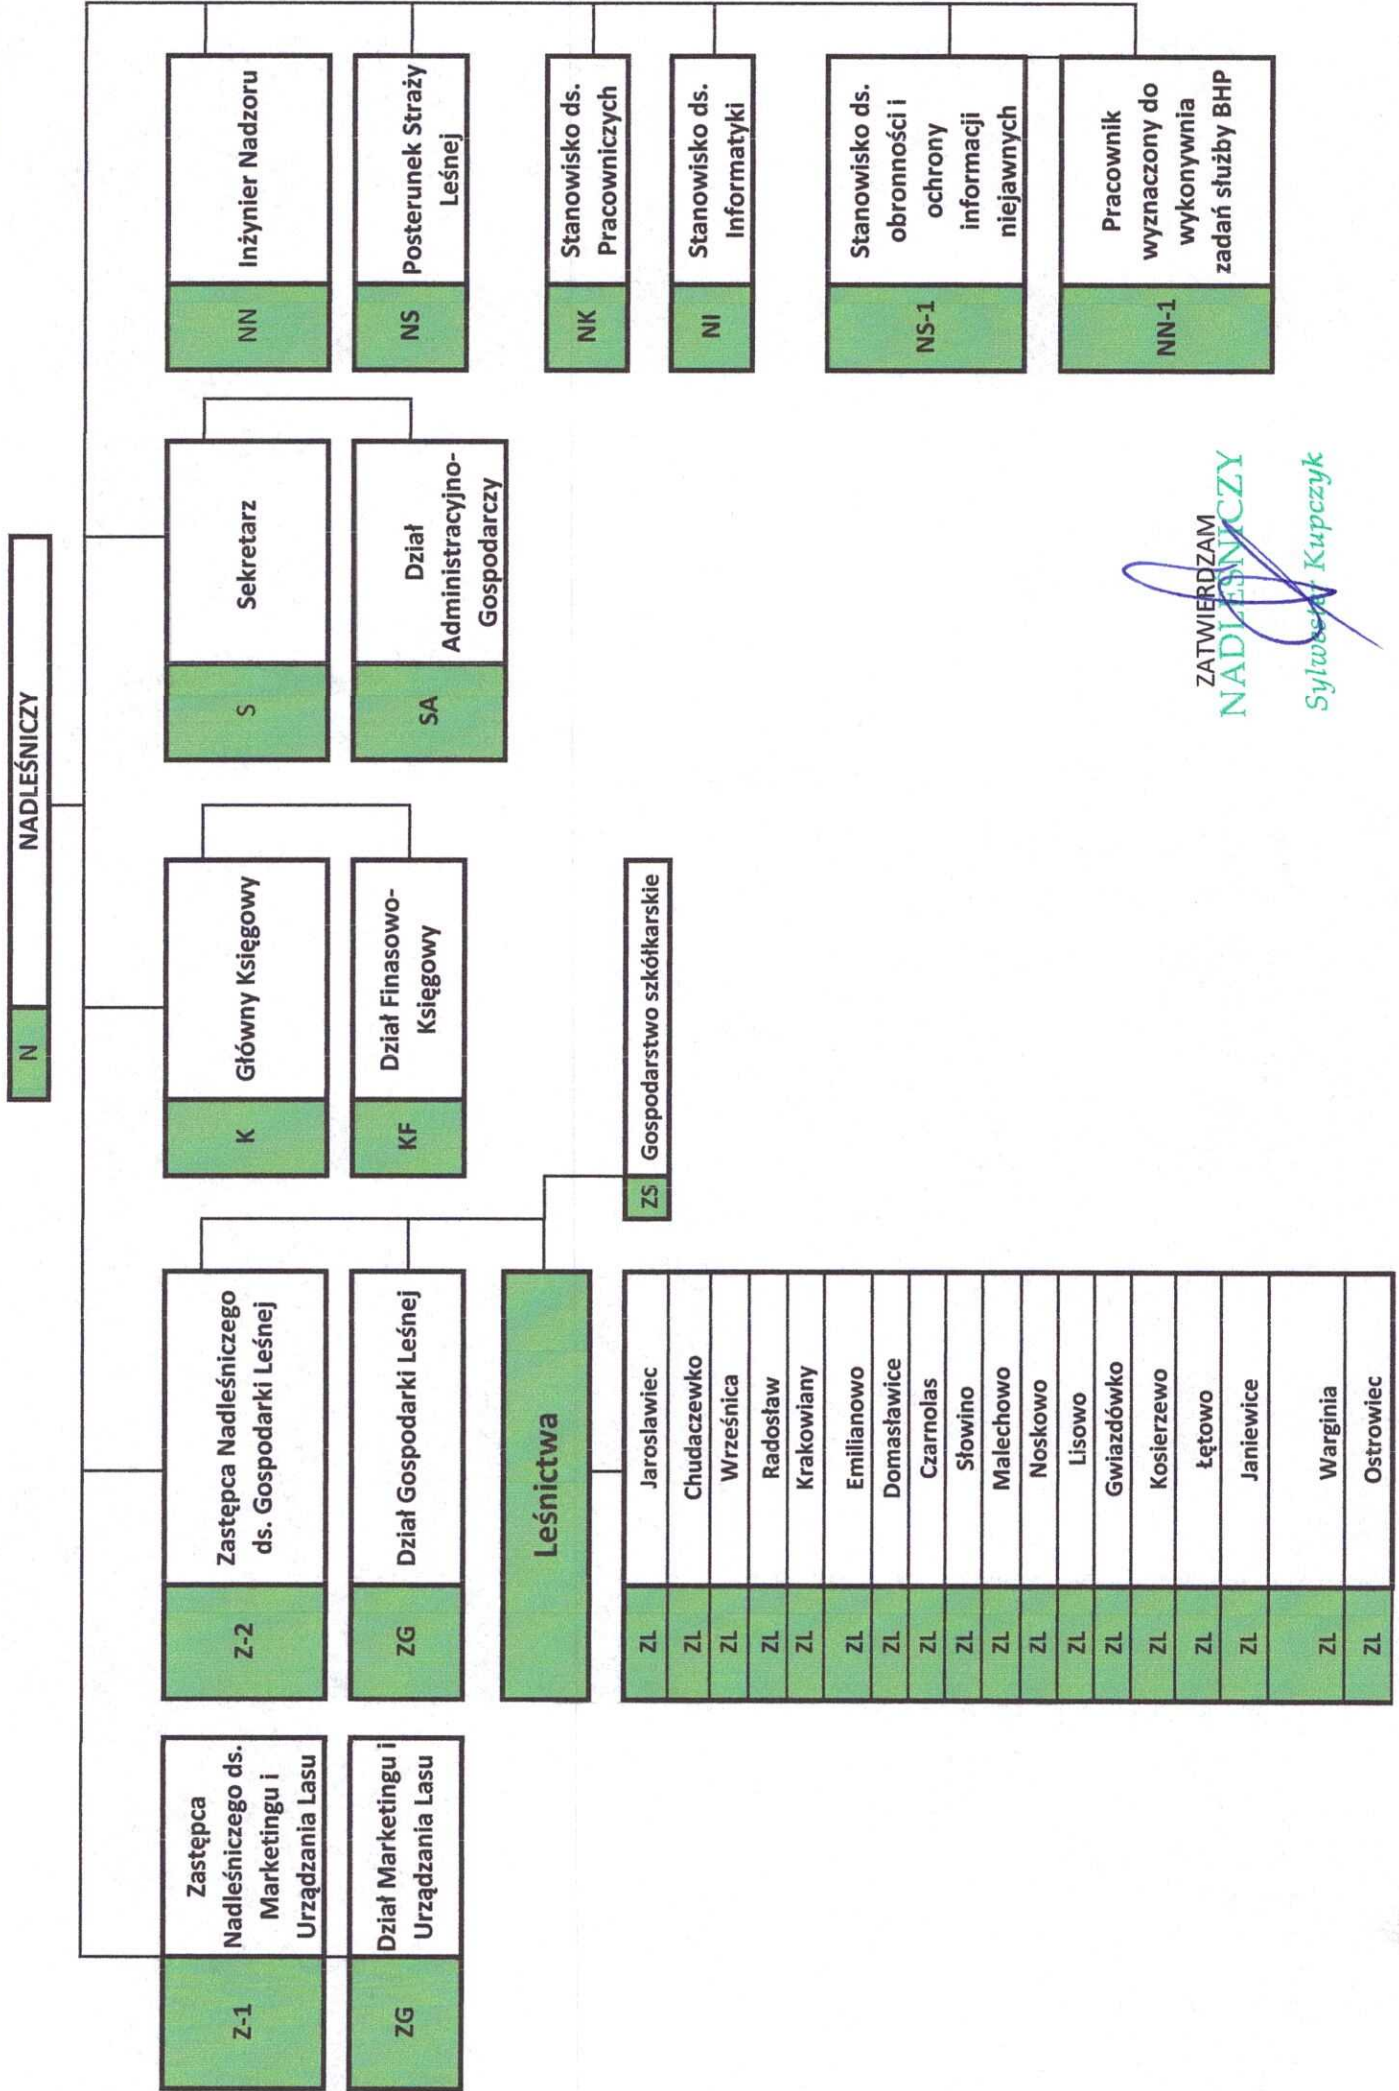 N
NADLEŚNICZY
Z-1
Zastępca
Nadleśniczego ds.
Marketingu i
Urządzania Lasu
ZG
Dział Marketingu i
Urządzania Lasu
Z-2
Zastępca Nadleśniczego
ds. Gospodarki Leśnej
ZG
Dział Gospodarki Leśnej
Leśnictwa
ZL Jarosławiec
ZL Chudaczewko
ZL Wrześnica
ZL Radosław
ZL Krakowiany
ZL Emilianowo
ZL Domasławice
ZL Czarnolas
ZL Słowino
ZL Malechowo
ZL Noskowo
ZL Lisowo
ZL Gwiazdówko
ZL Kosierzewo
ZL Łętowo
ZL Janiewice
ZL Warginia
ZL Ostrowiec
ZS Gospodarstwo szkółkarskie
K
Główny Księgowy
KF
Dział Finasowo-
Księgowy
S
Sekretarz
SA
Dział
Administracyjno-
Gospodarczy
NN
Inżynier Nadzoru
NS
Posterunek Straży
Leśnej
NK
Stanowisko ds.
Pracowniczych
NI
Stanowisko ds.
Informatyki
NS-1
Stanowisko ds.
obronności i
ochrony
informacji
niejawnych
NN-1
Pracownik
wyznaczony do
wykonywnia
zadań służby BHP
ZATWIERDZAM
NADLEŚNICZY
Sylwester Kupczyk